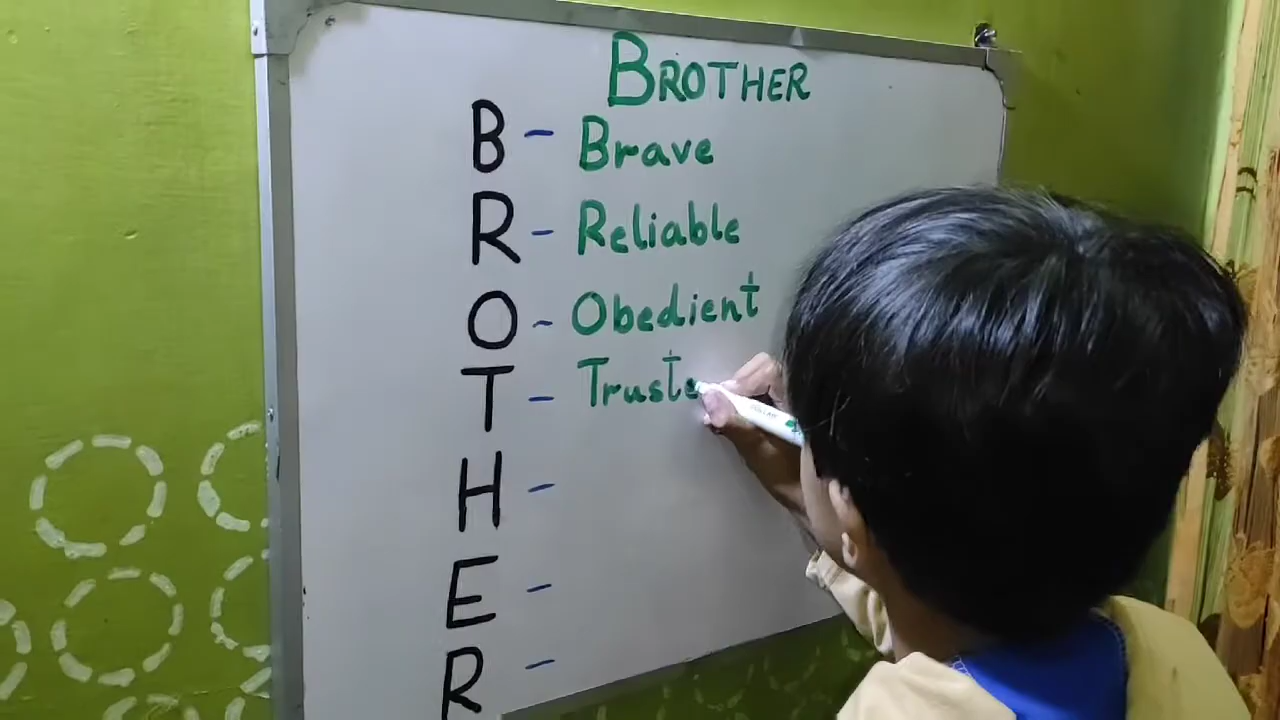 BROTHER
B - Brave
R - Reliable
O - Obedient
T - Truste
H -
E -
R -